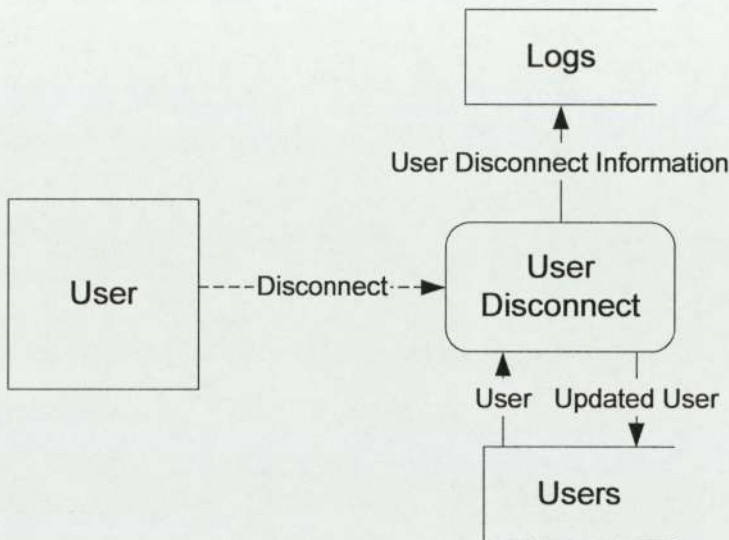 Logs
User Disconnect Information
User
Disconnect
User
Disconnect
User
Updated User
Users